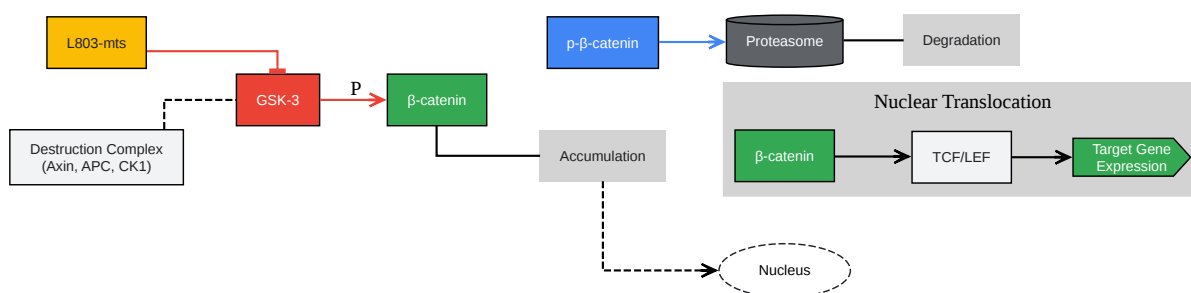 L803-mts
GSK-3
P
β-catenin
Destruction Complex
(Axin, APC, CK1)
Accumulation
p-β-catenin
Proteasome
Degradation
Nuclear Translocation
β-catenin
TCF/LEF
Target Gene
Expression
Nucleus